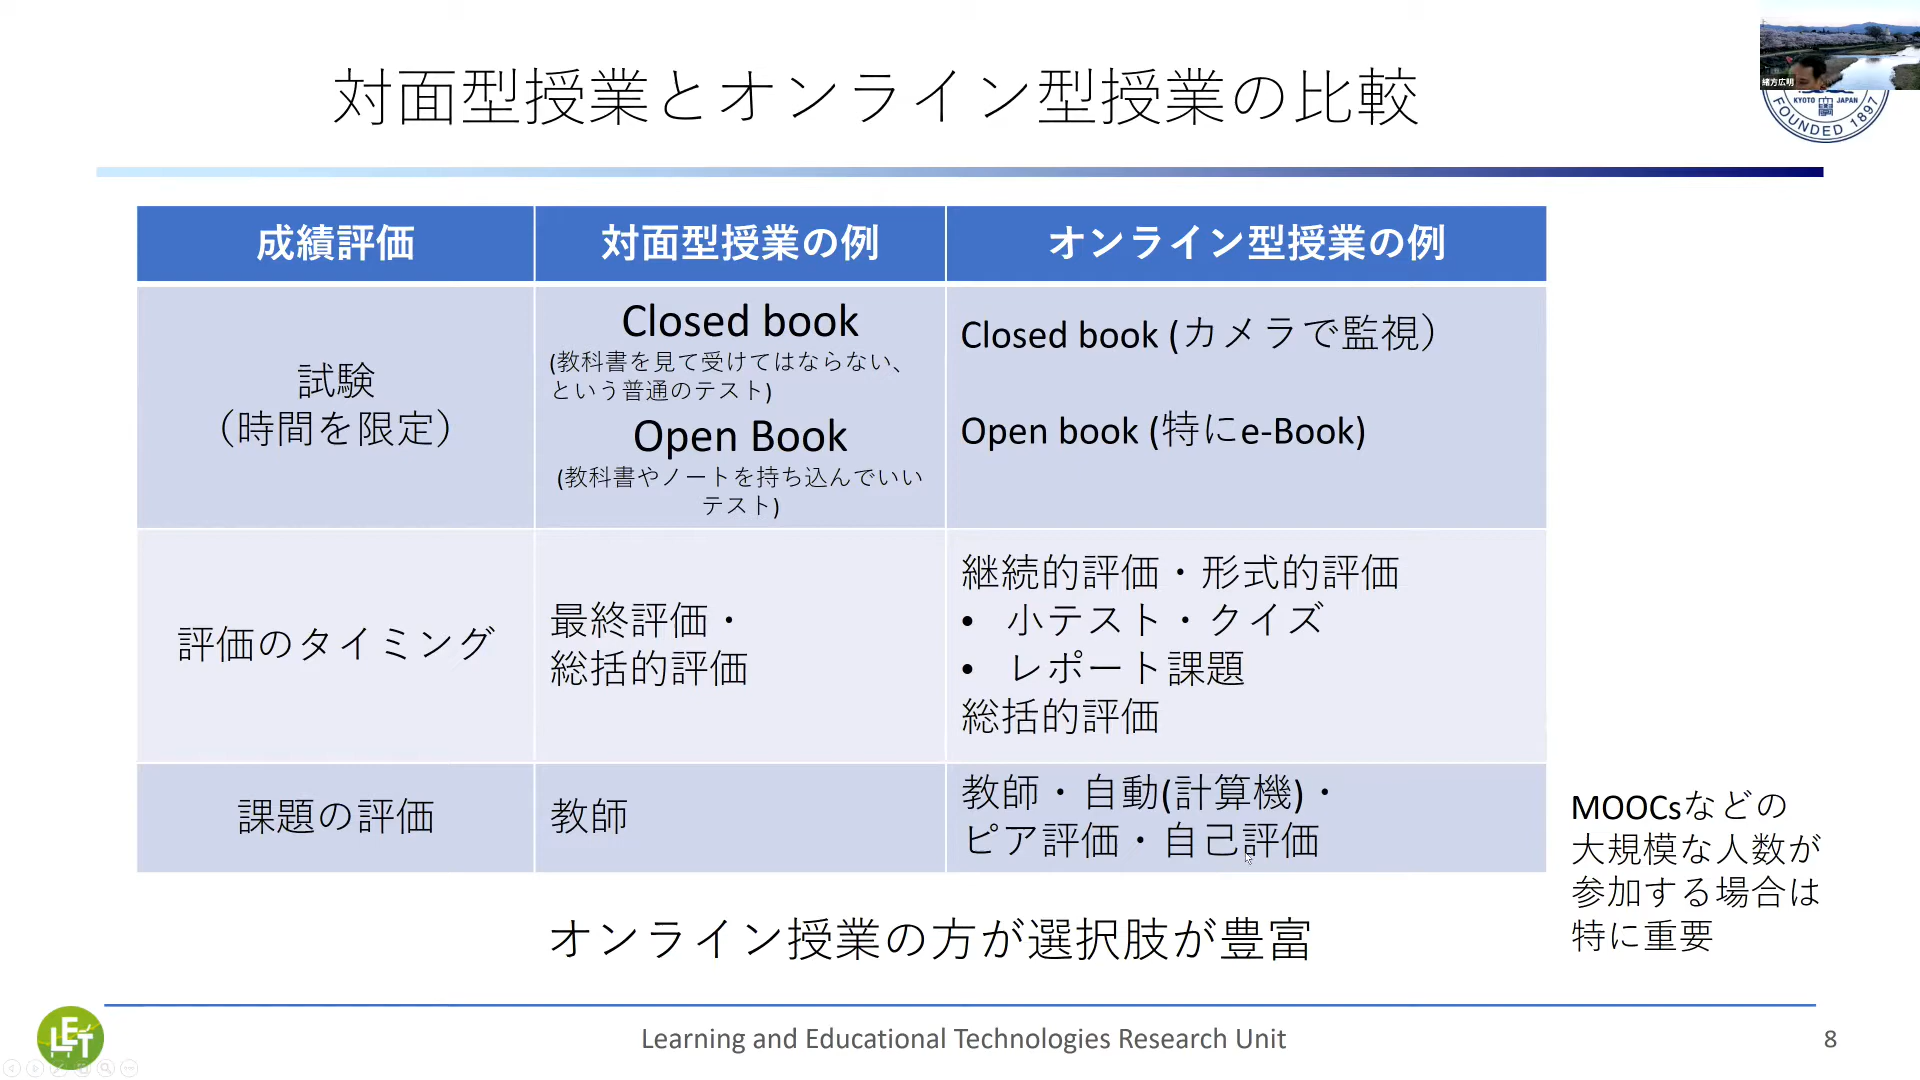 対面型授業とオンライン型授業の比較
緒方広明
KYOTO JAPAN
FOUNDED 1897
成績評価
対面型授業の例
オンライン型授業の例
試験
（時間を限定）
Closed book
(教科書を見て受けてはならない、
という普通のテスト)
Open Book
(教科書やノートを持ち込んでいい
テスト)
Closed book (カメラで監視）
Open book (特にe-Book)
評価のタイミング
最終評価・
総括的評価
継続的評価・形式的評価
• 小テスト・クイズ
• レポート課題
総括的評価
課題の評価
教師
教師・自動(計算機)・
ピア評価・自己評価
MOOCsなどの
大規模な人数が
参加する場合は
特に重要
オンライン授業の方が選択肢が豊富
LET
Learning and Educational Technologies Research Unit
8